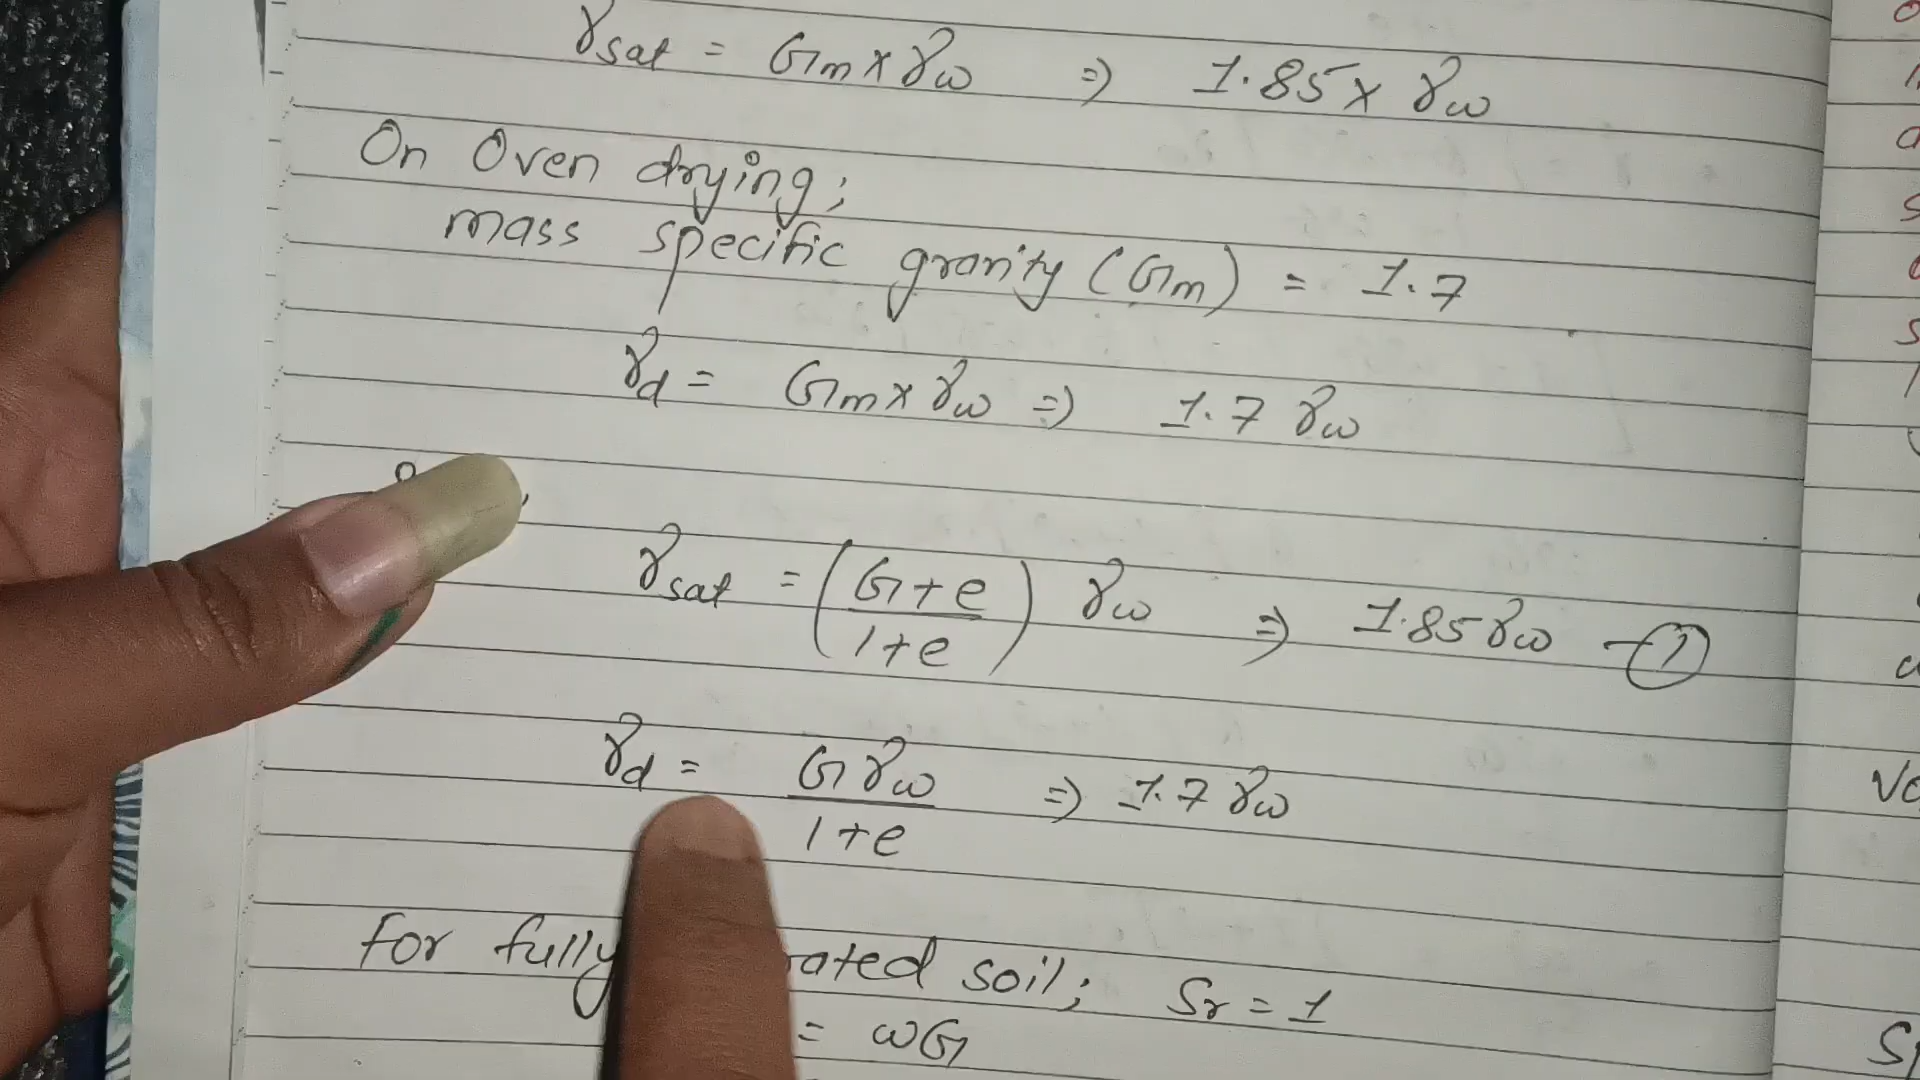 γsat = Gm × γω ⇒ 1.85 × γω
On Oven drying;
mass specific gravity (Gm) = 1.7
γd = Gm × γω ⇒ 1.7 γω
γsat = (G+e / 1+e) γω ⇒ 1.85 γω -①
γd = Gγω / 1+e ⇒ 1.7 γω
for fully soil; Sr = 1
= ωG